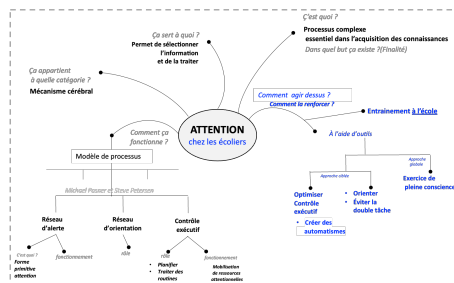 Ç'est quoi ?
Processus complexe
essentiel dans l'acquisition des connaissances
Dans quel but ça existe ?(Finalité)
Ça sert à quoi ?
Permet de sélectionner
l'information
et de la traiter
Ça appartient
à quelle catégorie ?
Mécanisme cérébral
Comment agir dessus ?
Comment la renforcer ?
Entrainement à l'école
ATTENTION
chez les écoliers
Comment ça
fonctionne ?
À l'aide d'outils
Modèle de processus
Approche
globale
Approche ciblée
Michael Posner et Steve Petersen
Optimiser
Contrôle
exécutif
• Créer des
automatismes
• Orienter
• Éviter la
double tâche
Exercice de
pleine conscience
Réseau
d'alerte
Réseau
d'orientation
Contrôle
exécutif
C'est quoi ?
Forme
primitive
attention
fonctionnement
rôle
rôle
• Planifier
• Traiter des
routines
fonctionnement
Mobilisation
de ressources
attentionnelles